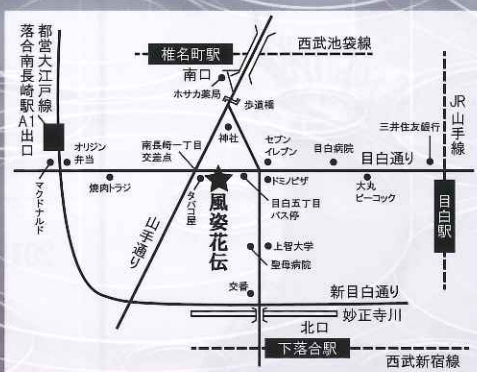 都営大江戸線
落合南長崎駅A1出口
椎名町駅
西武池袋線
南口
ホサカ薬局
歩道橋
JR山手線
神社
セブン
イレブン
目白病院
三井住友銀行
目白通り
オリジン
弁当
南長崎一丁目
交差点
マクドナルド
焼肉トラジ
タバコ屋
風姿花伝
ドミノピザ
目白五丁目
バス停
大丸
ピーコック
目白駅
山手通り
上智大学
聖母病院
交番
新目白通り
妙正寺川
北口
下落合駅
西武新宿線
201